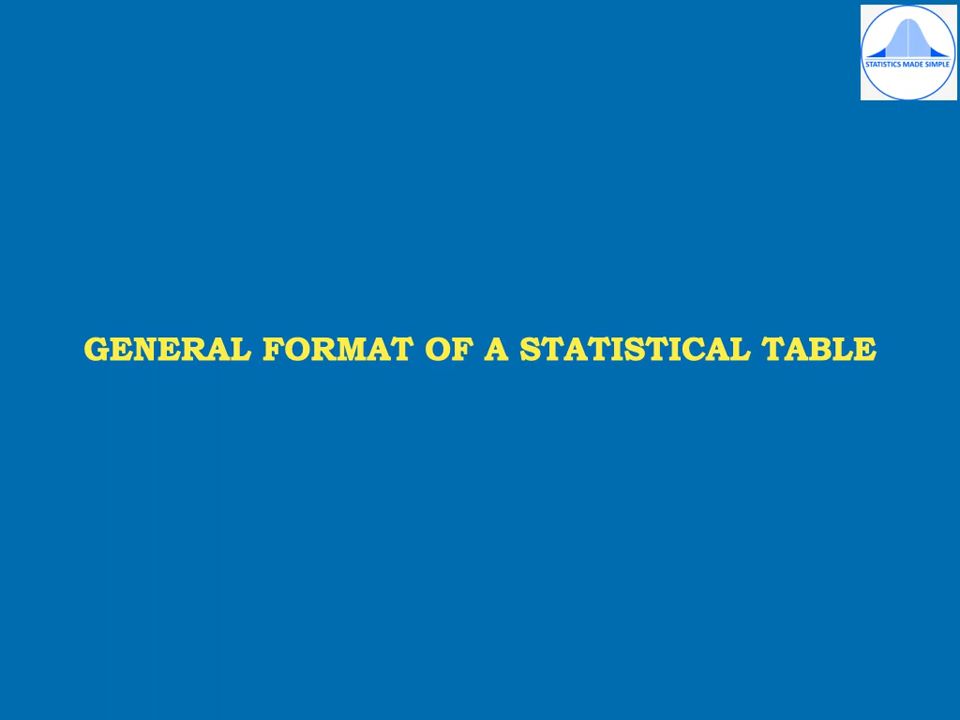 STATISTICS MADE SIMPLE
GENERAL FORMAT OF A STATISTICAL TABLE